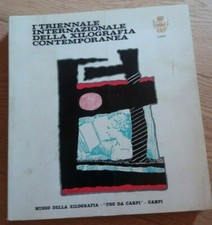 I TRIENNALE
INTERNAZIONALE
DELLA XILOGRAFIA
CONTEMPORANEA
MUSEO DELLA XILOGRAFIA - "UGO DA CARPI" - CARPI